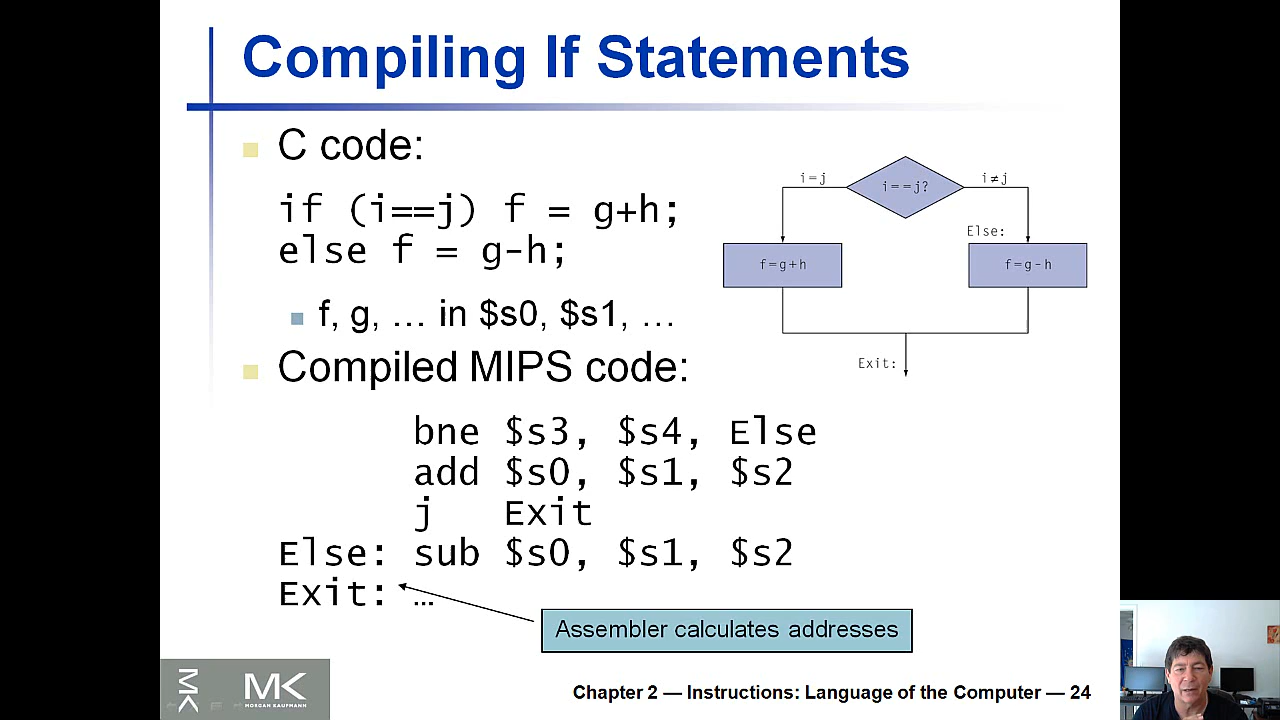 Compiling If Statements
C code:
if (i==j) f = g+h;
else f = g-h;
f, g, … in $s0, $s1, …
Compiled MIPS code:
bne $s3, $s4, Else
add $s0, $s1, $s2
j Exit
Else: sub $s0, $s1, $s2
Exit: …
i=j
i==j?
i≠j
Else:
f=g+h
f=g-h
Exit:
Assembler calculates addresses
MK
MK
MORGAN KAUFMANN
Chapter 2 — Instructions: Language of the Computer — 24